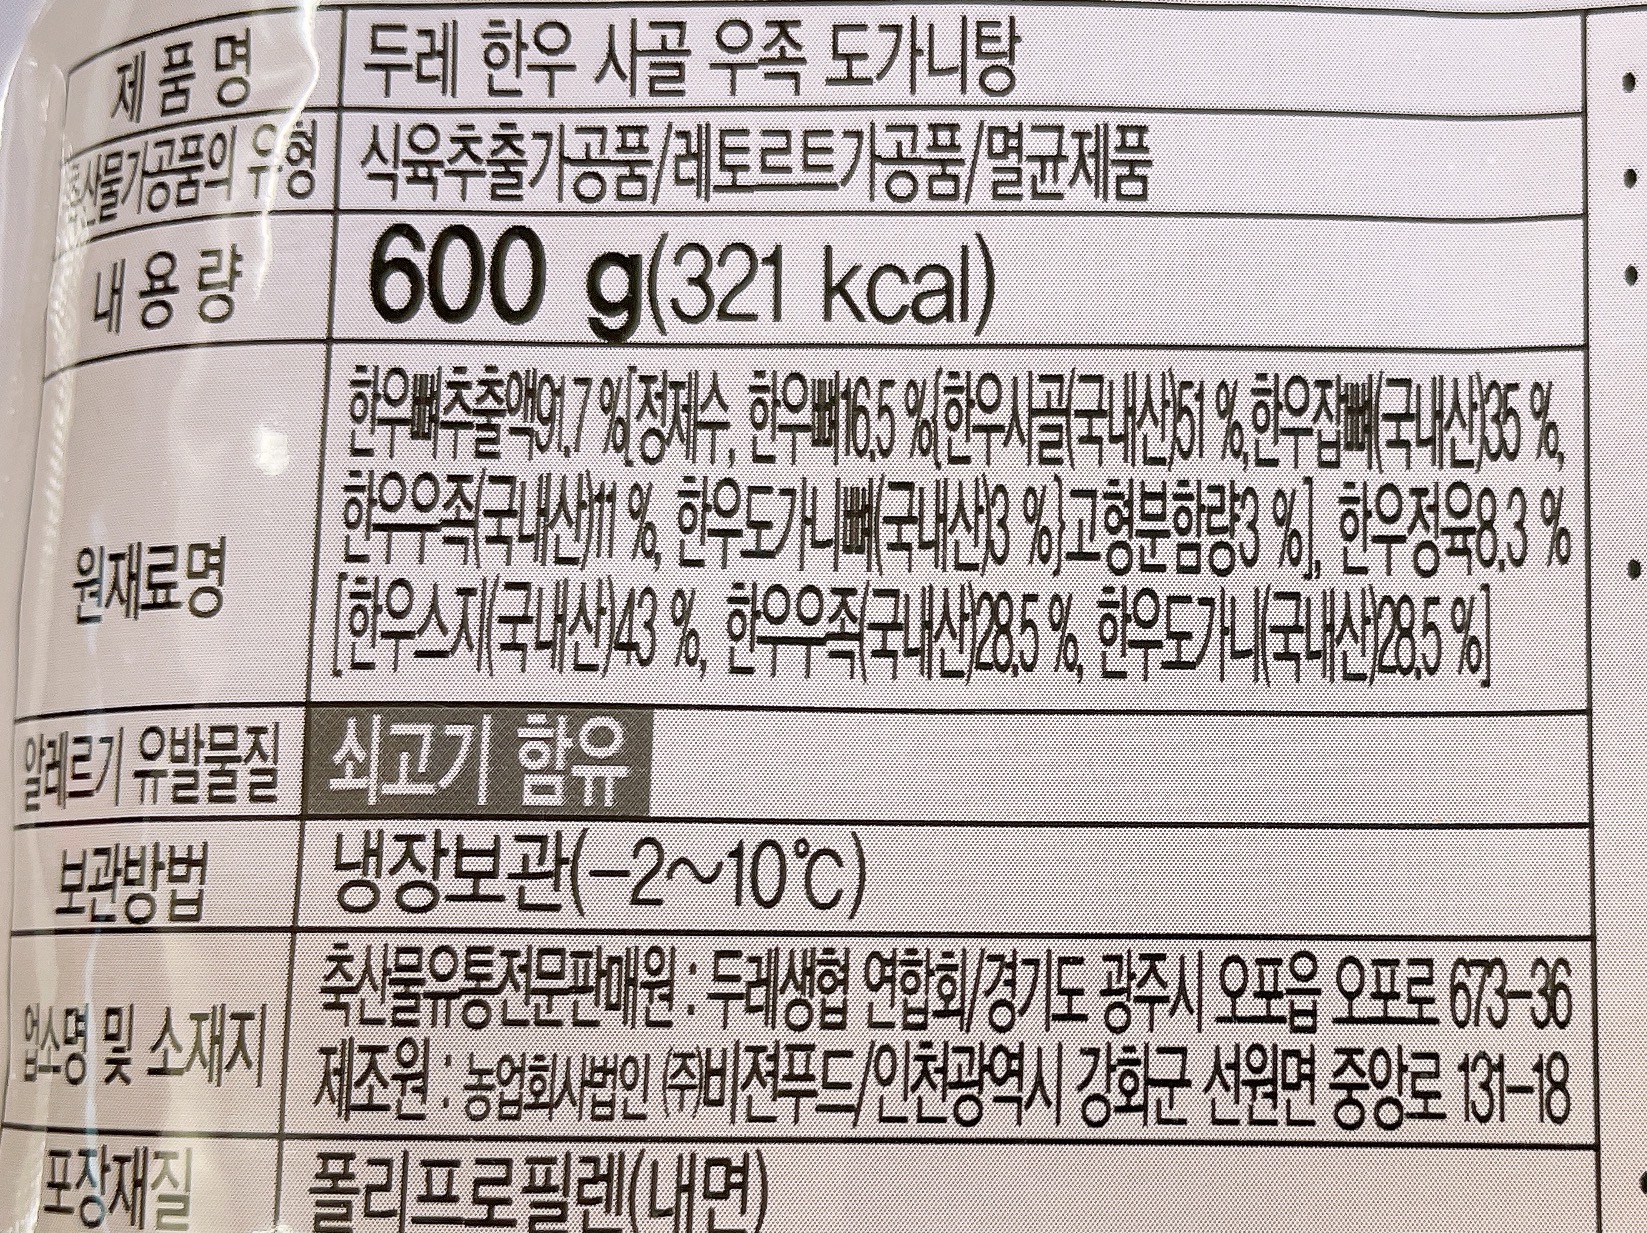 제품명 두레 한우 사골 우족 도가니탕
축산물가공품의 유형 식육추출가공품/레토르트가공품/멸균제품
내용량 600 g(321 kcal)
한우뼈추출액91.7 %[정제수, 한우뼈16.5 %{한우사골(국내산)51 %,한우잡뼈(국내산)35 %,
한우우족(국내산)11 %, 한우도가니뼈(국내산)3 %}고형분함량3 %], 한우정육8.3 %
원재료명
[한우스지(국내산)43 %, 한우우족(국내산)28.5 %, 한우도가니(국내산)28.5 %]
알레르기 유발물질 쇠고기 함유
보관방법 냉장보관(-2~10℃)
축산물유통전문판매원 : 두레생협 연합회/경기도 광주시 오포읍 오포로 673-36
업소명 및 소재지
제조원 : 농업회사법인 (주)비젼푸드/인천광역시 강화군 선원면 중앙로 131-18
포장재질 폴리프로필렌(내면)